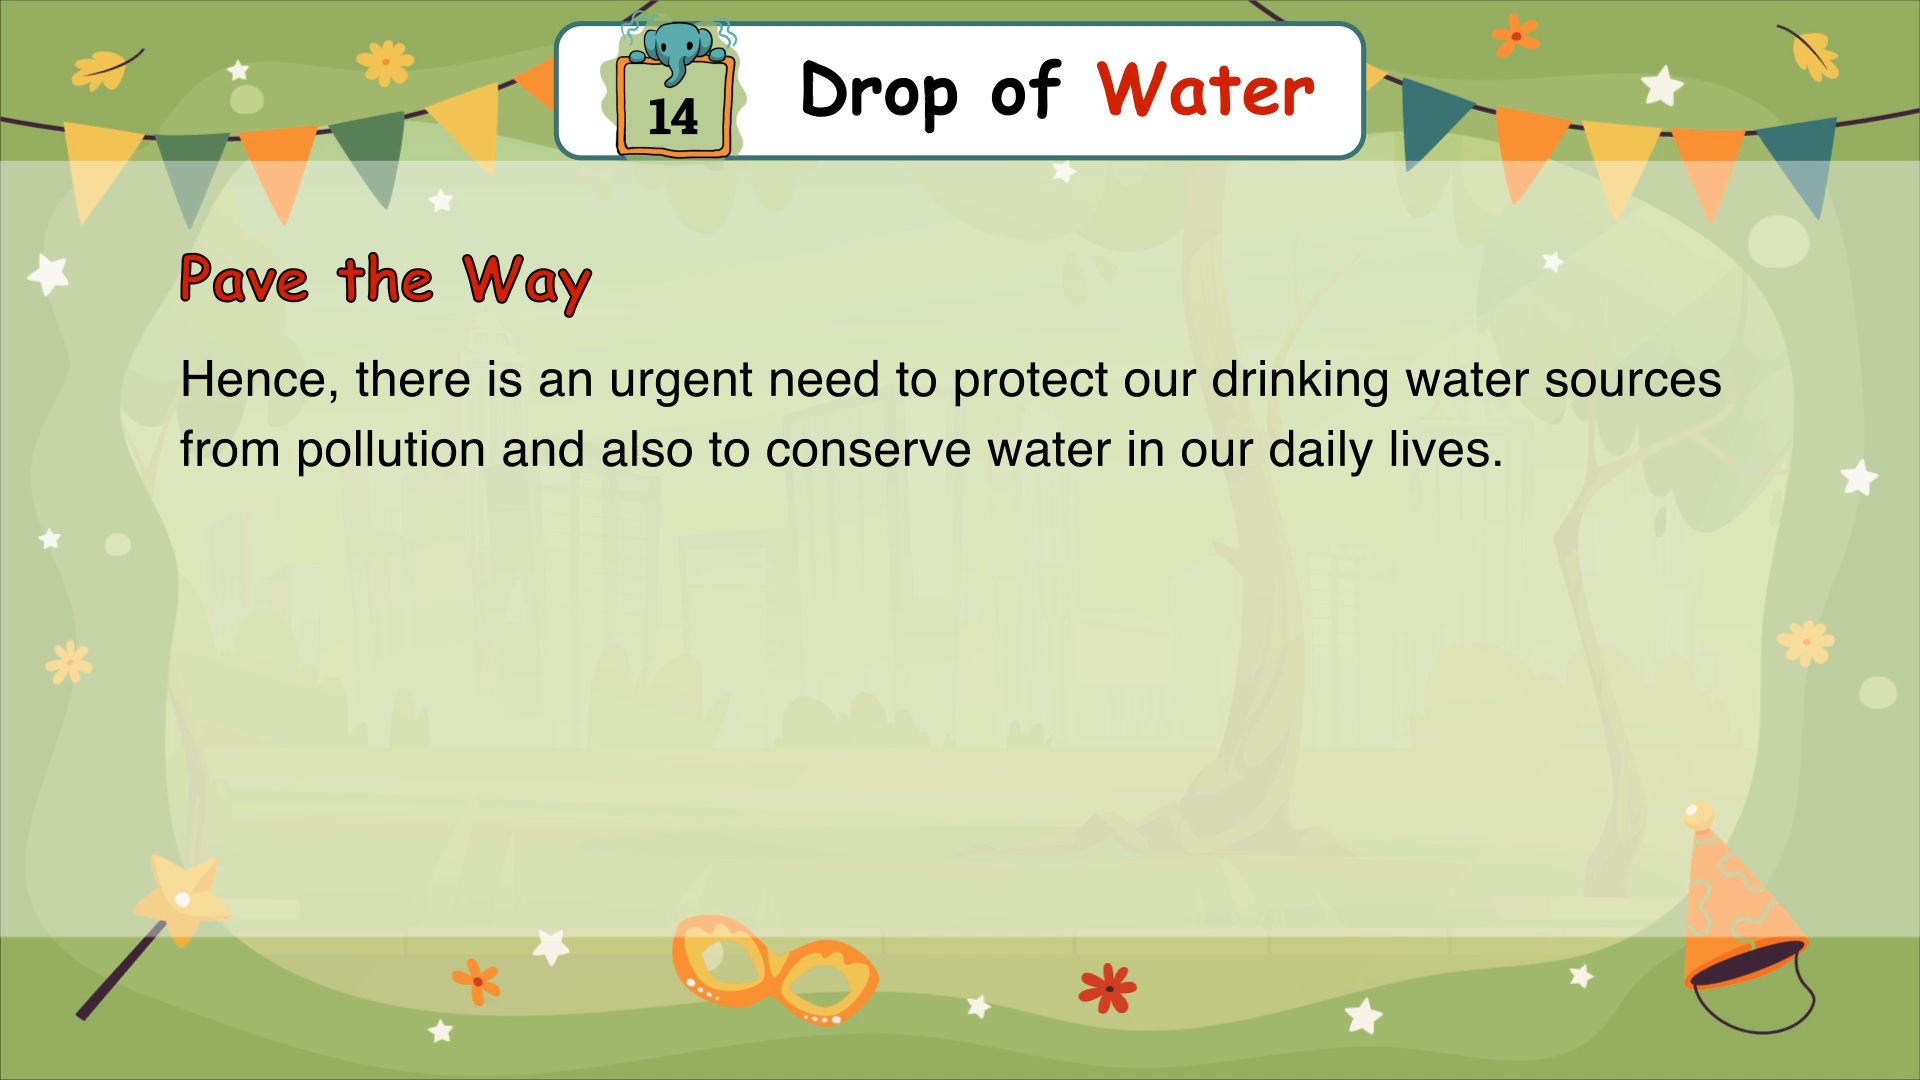 14
Drop of Water
Pave the Way
Hence, there is an urgent need to protect our drinking water sources
from pollution and also to conserve water in our daily lives.